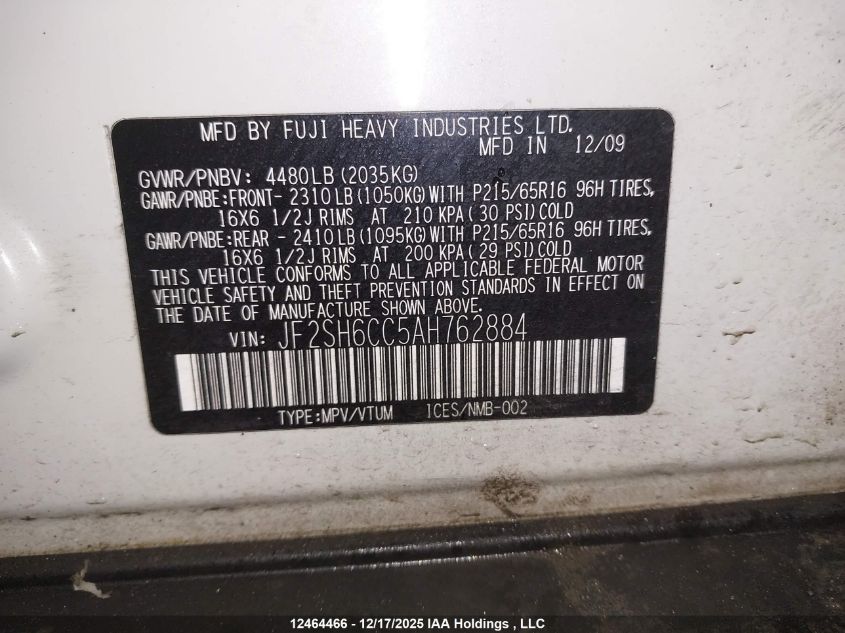 MFD BY FUJI HEAVY INDUSTRIES LTD.
MFD IN 12/09
GVWR/PNBV: 4480LB (2035KG)
GAWR/PNBE:FRONT- 2310LB (1050KG) WITH P215/65R16 96H TIRES,
16X6 1/2J RIMS AT 210 KPA (30 PSI) COLD
GAWR/PNBE:REAR - 2410LB (1095KG) WITH P215/65R16 96H TIRES,
16X6 1/2J RIMS AT 200 KPA (29 PSI) COLD
THIS VEHICLE CONFORMS TO ALL APPLICABLE FEDERAL MOTOR
VEHICLE SAFETY AND THEFT PREVENTION STANDARDS IN EFFECT ON
THE DATE OF MANUFACTURE SHOWN ABOVE.
VIN: JF2SH6CC5AH762884
TYPE:MPV/VTUM ICES/NMB-002
12464466 - 12/17/2025 IAA Holdings , LLC